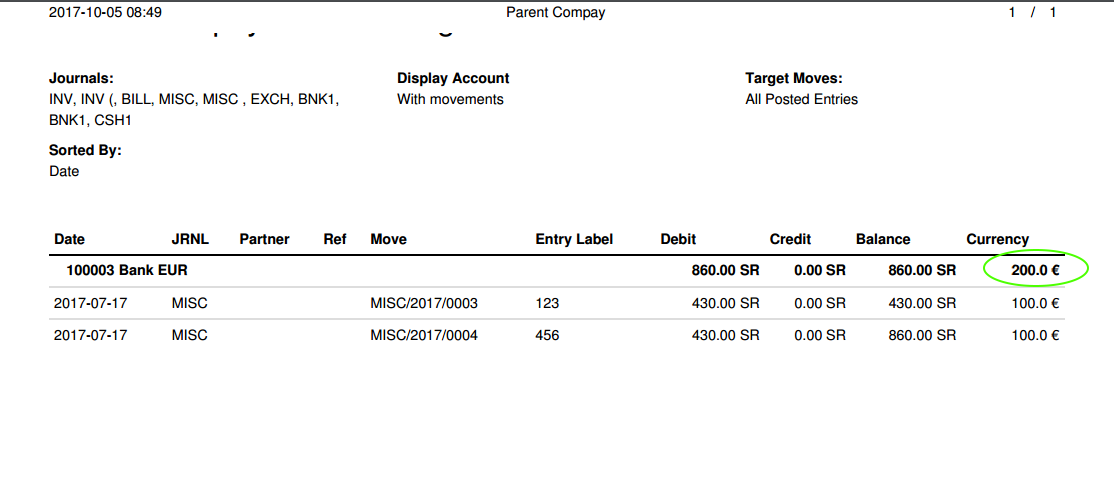 2017-10-05 08:49 Parent Compay 1 / 1
Journals: Display Account Target Moves:
INV, INV (, BILL, MISC, MISC , EXCH, BNK1, With movements All Posted Entries
BNK1, CSH1
Sorted By:
Date
Date JRNL Partner Ref Move Entry Label Debit Credit Balance Currency
100003 Bank EUR 860.00 SR 0.00 SR 860.00 SR 200.0 €
2017-07-17 MISC MISC/2017/0003 123 430.00 SR 0.00 SR 430.00 SR 100.0 €
2017-07-17 MISC MISC/2017/0004 456 430.00 SR 0.00 SR 860.00 SR 100.0 €